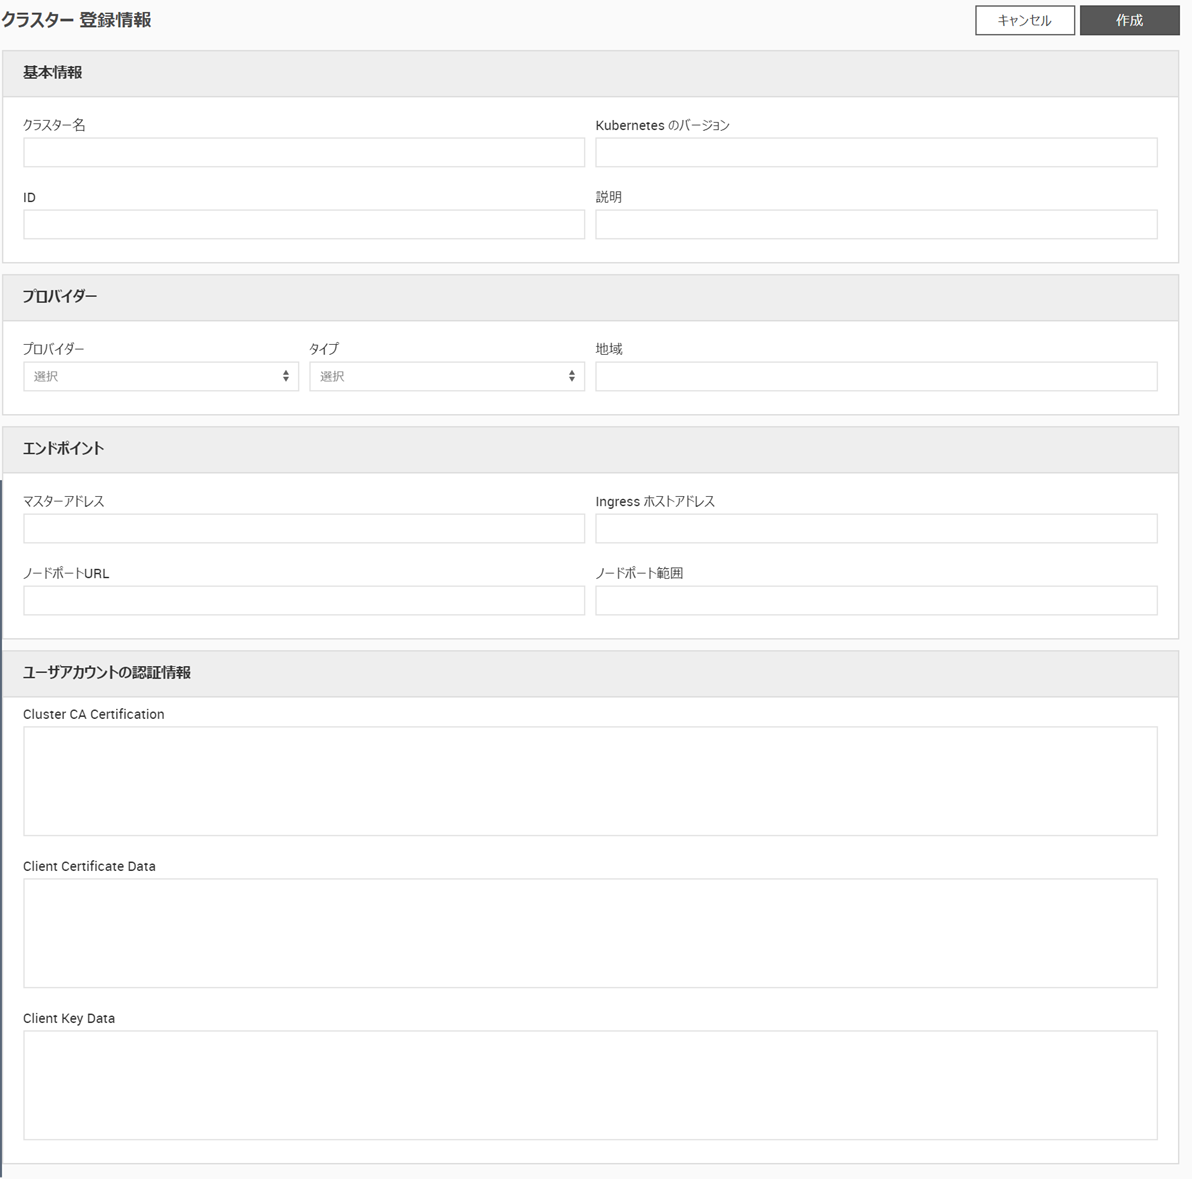 クラスター 登録情報
キャンセル
作成
基本情報
クラスター名
Kubernetes のバージョン
ID
説明
プロバイダー
プロバイダー
タイプ
地域
選択
選択
エンドポイント
マスターアドレス
Ingress ホストアドレス
ノードポートURL
ノードポート範囲
ユーザアカウントの認証情報
Cluster CA Certification
Client Certificate Data
Client Key Data